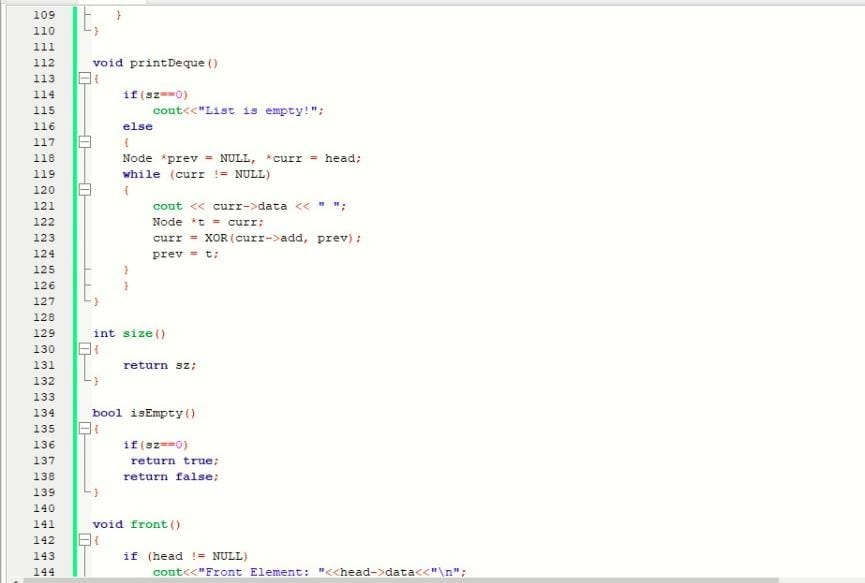 109 }
110 }
111
112 void printDeque()
113 {
114 if(sz==0)
115 cout<<"List is empty!";
116 else
117 {
118 Node *prev = NULL, *curr = head;
119 while (curr != NULL)
120 {
121 cout << curr->data << " ";
122 Node *t = curr;
123 curr = XOR(curr->add, prev);
124 prev = t;
125 }
126 }
127 }
128
129 int size()
130 {
131 return sz;
132 }
133
134 bool isEmpty()
135 {
136 if(sz==0)
137 return true;
138 return false;
139 }
140
141 void front()
142 {
143 if (head != NULL)
144 cout<<"Front Element: "<<head->data<<"\n";